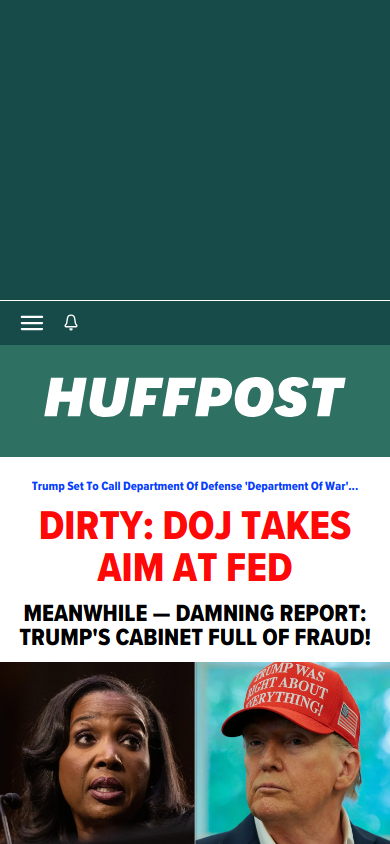 HUFFPOST
Trump Set To Call Department Of Defense 'Department Of War'...
DIRTY: DOJ TAKES
AIM AT FED
MEANWHILE — DAMNING REPORT:
TRUMP'S CABINET FULL OF FRAUD!
TRUMP WAS
RIGHT ABOUT
EVERYTHING!